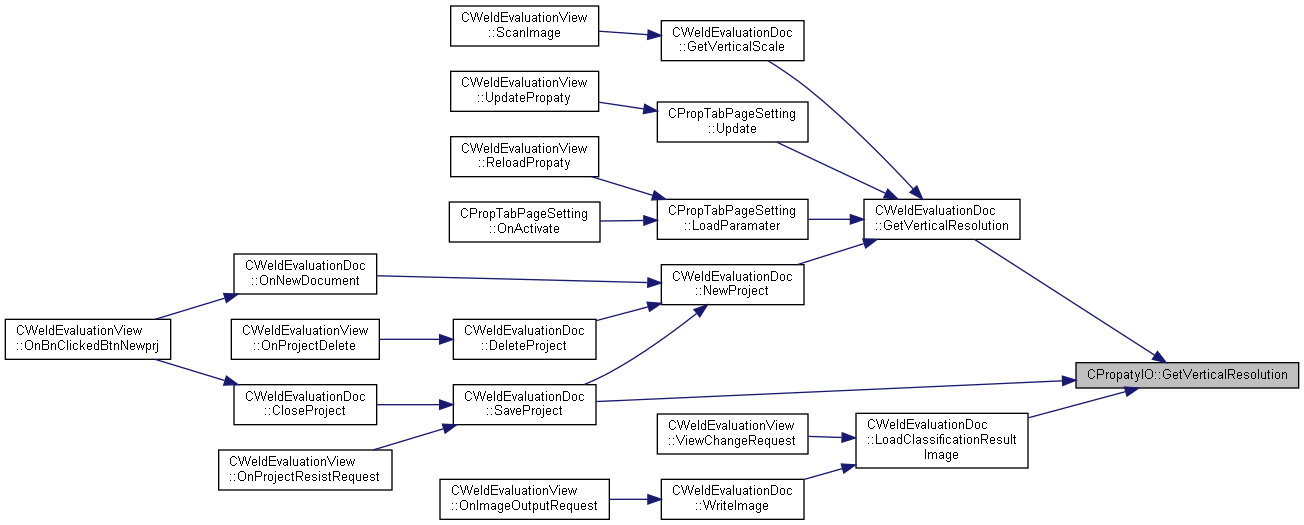 CWeldEvaluationView
::ScanImage
CWeldEvaluationDoc
::GetVerticalScale
CWeldEvaluationView
::UpdatePropaty
CPropTabPageSetting
::Update
CWeldEvaluationView
::ReloadPropaty
CPropTabPageSetting
::OnActivate
CPropTabPageSetting
::LoadParamater
CWeldEvaluationDoc
::GetVerticalResolution
CWeldEvaluationDoc
::OnNewDocument
CWeldEvaluationDoc
::NewProject
CWeldEvaluationView
::OnBnClickedBtnNewprj
CWeldEvaluationView
::OnProjectDelete
CWeldEvaluationDoc
::DeleteProject
CPropatyIO::GetVerticalResolution
CWeldEvaluationDoc
::CloseProject
CWeldEvaluationDoc
::SaveProject
CWeldEvaluationView
::ViewChangeRequest
CWeldEvaluationDoc
::LoadClassificationResult
Image
CWeldEvaluationView
::OnProjectResistRequest
CWeldEvaluationView
::OnImageOutputRequest
CWeldEvaluationDoc
::WriteImage